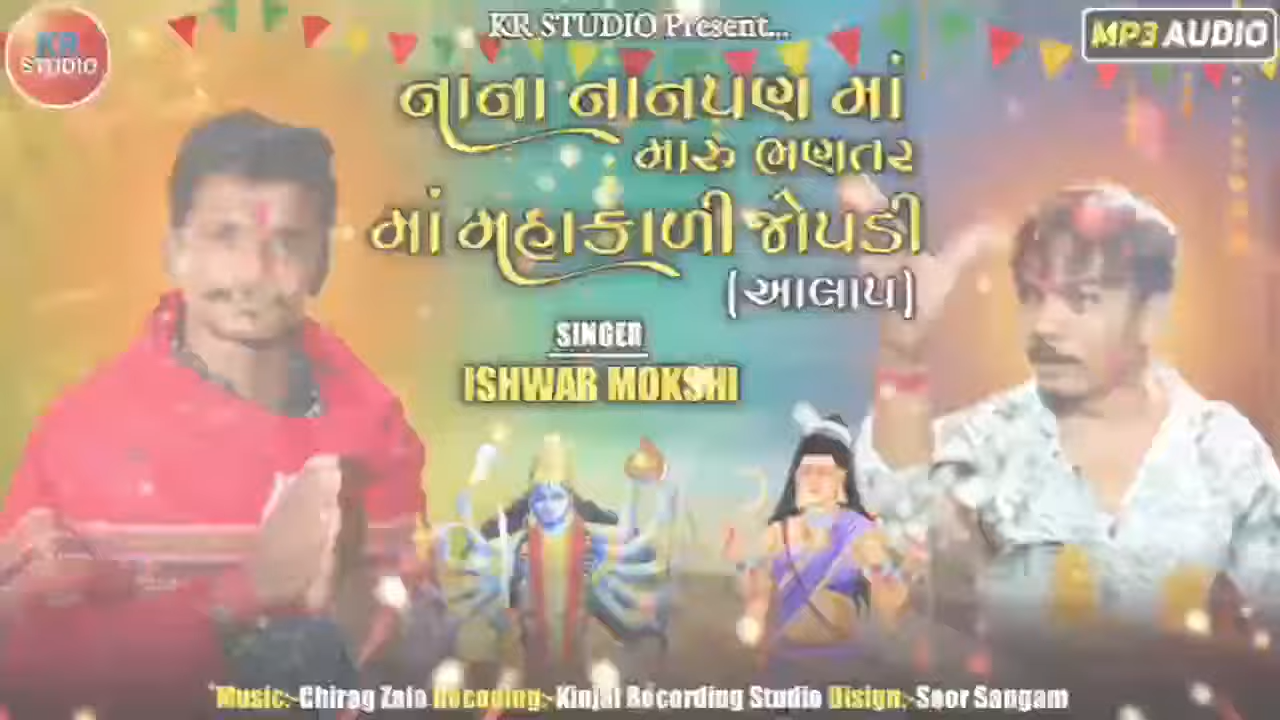 KR STUDIO Present...
KR
STUDIO
MP3 AUDIO
નાના નાનપણ માં
મારું ભણતર
માં મહાકાળી જોપડી
(આલાપ)
SINGER
ISHWAR MOKSHI
Music:- Chirag Zala Recoding:- Kinjal Recording Studio Disign:- Soor Sangam